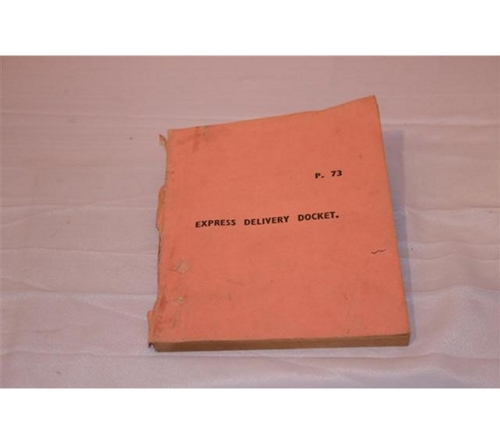 P. 73
EXPRESS DELIVERY DOCKET.